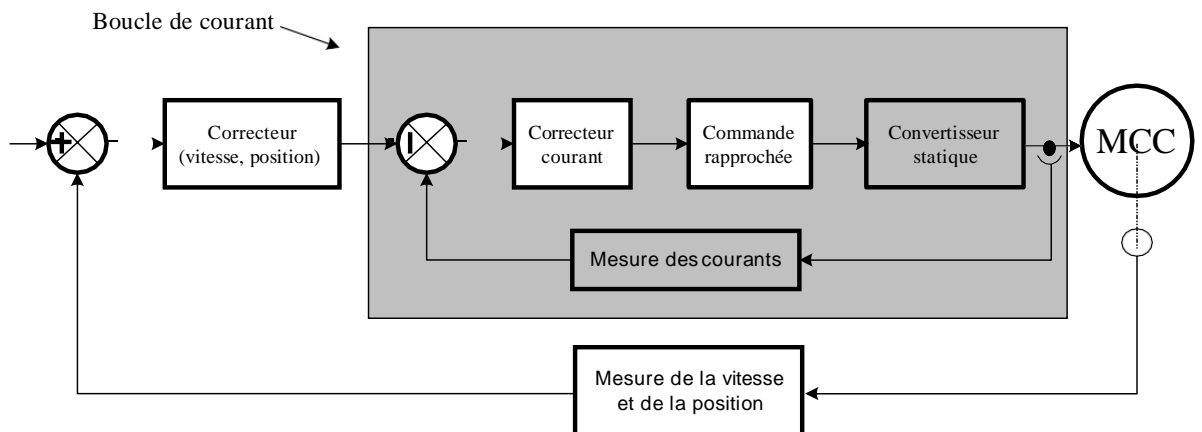 Boucle de courant
+
Correcteur
(vitesse, position)
Correcteur
courant
Commande
rapprochée
Convertisseur
statique
MCC
Mesure des courants
Mesure de la vitesse
et de la position